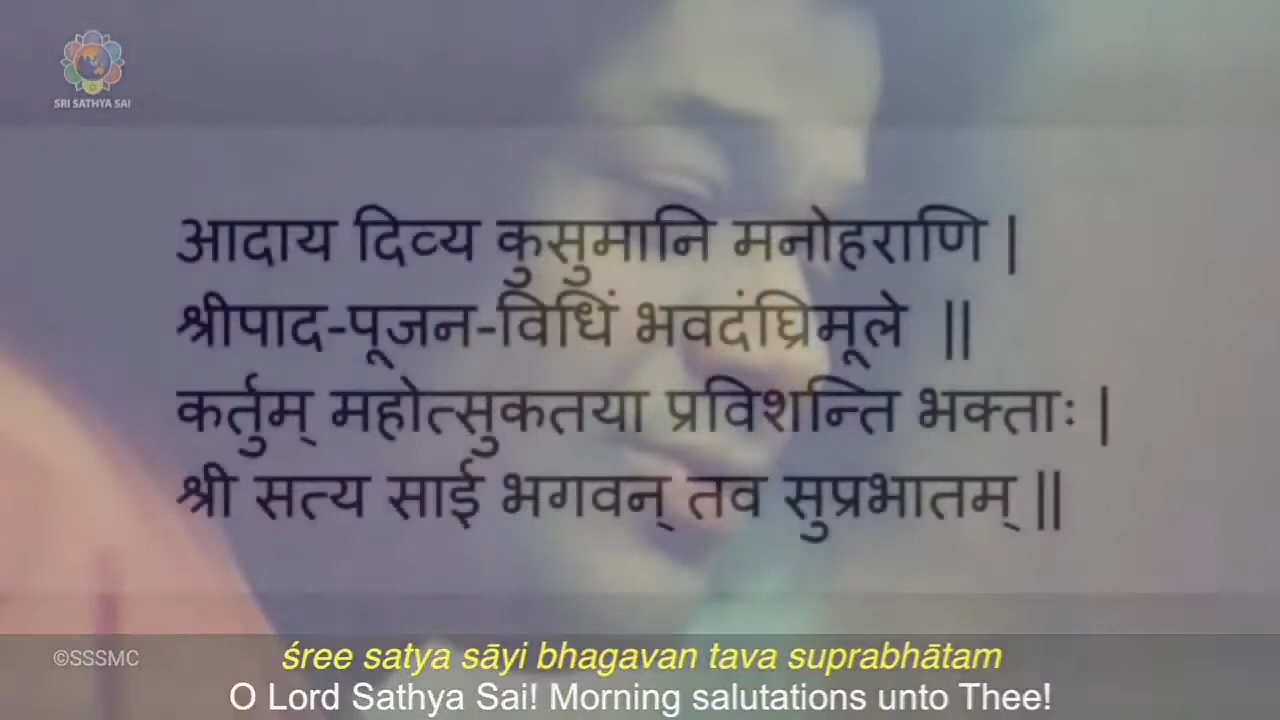 SRI SATHYA SAI
आदाय दिव्य कुसुमानि मनोहराणि |
श्रीपाद-पूजन-विधिं भवदंघ्रिमूले ||
कर्तुम् महोत्सुकतया प्रविशन्ति भक्ताः |
श्री सत्य साई भगवन् तव सुप्रभातम् ||
©SSSMC
śree satya sāyi bhagavan tava suprabhātam
O Lord Sathya Sai! Morning salutations unto Thee!